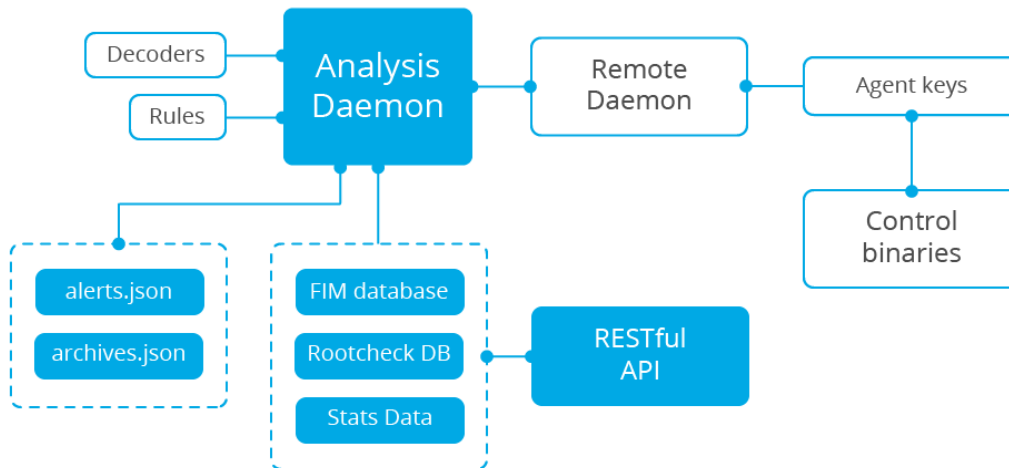 Decoders
Rules
Analysis
Daemon
Remote
Daemon
Agent keys
Control
binaries
alerts.json
archives.json
FIM database
Rootcheck DB
Stats Data
RESTful
API